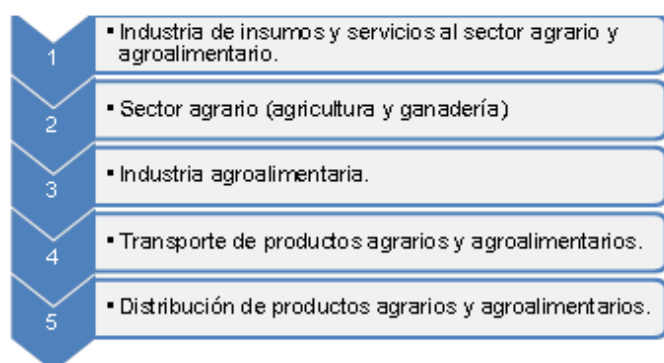 1
▪ Industria de insumos y servicios al sector agrario y
agroalimentario.
2
▪ Sector agrario (agricultura y ganadería)
3
▪ Industria agroalimentaria.
4
▪ Transporte de productos agrarios y agroalimentarios.
5
▪ Distribución de productos agrarios y agroalimentarios.